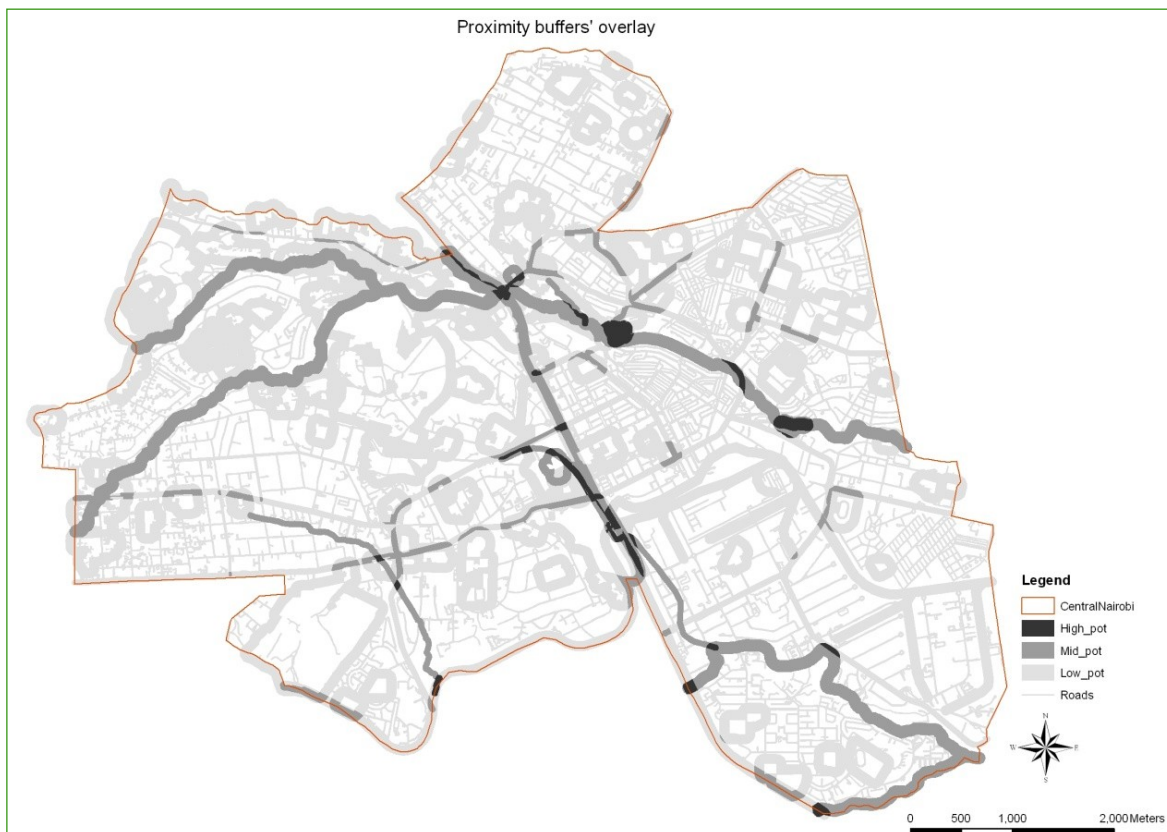 Proximity buffers' overlay
Legend
CentralNairobi
High_pot
Mid_pot
Low_pot
Roads
N
W
E
S
0 500 1,000 2,000 Meters